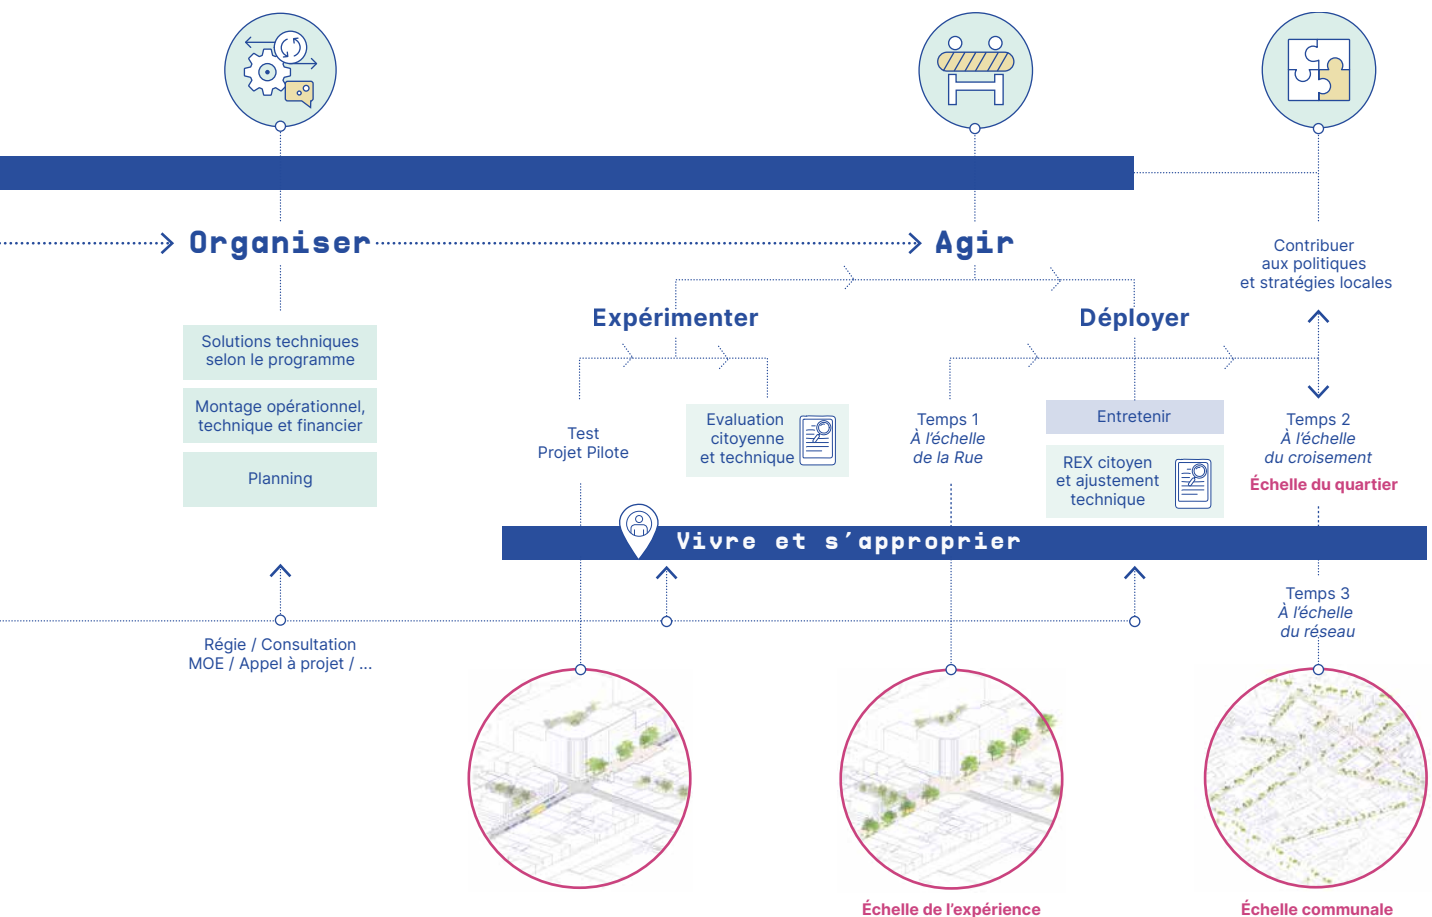 Organiser
Agir
Contribuer
aux politiques
et stratégies locales
Expérimenter
Déployer
Solutions techniques
selon le programme
Montage opérationnel,
technique et financier
Planning
Test
Projet Pilote
Evaluation
citoyenne
et technique
Temps 1
À l'échelle
de la Rue
Entretenir
REX citoyen
et ajustement
technique
Temps 2
À l'échelle
du croisement
Échelle du quartier
Vivre et s'approprier
Temps 3
À l'échelle
du réseau
Régie / Consultation
MOE / Appel à projet / ...
Échelle de l'expérience
Échelle communale